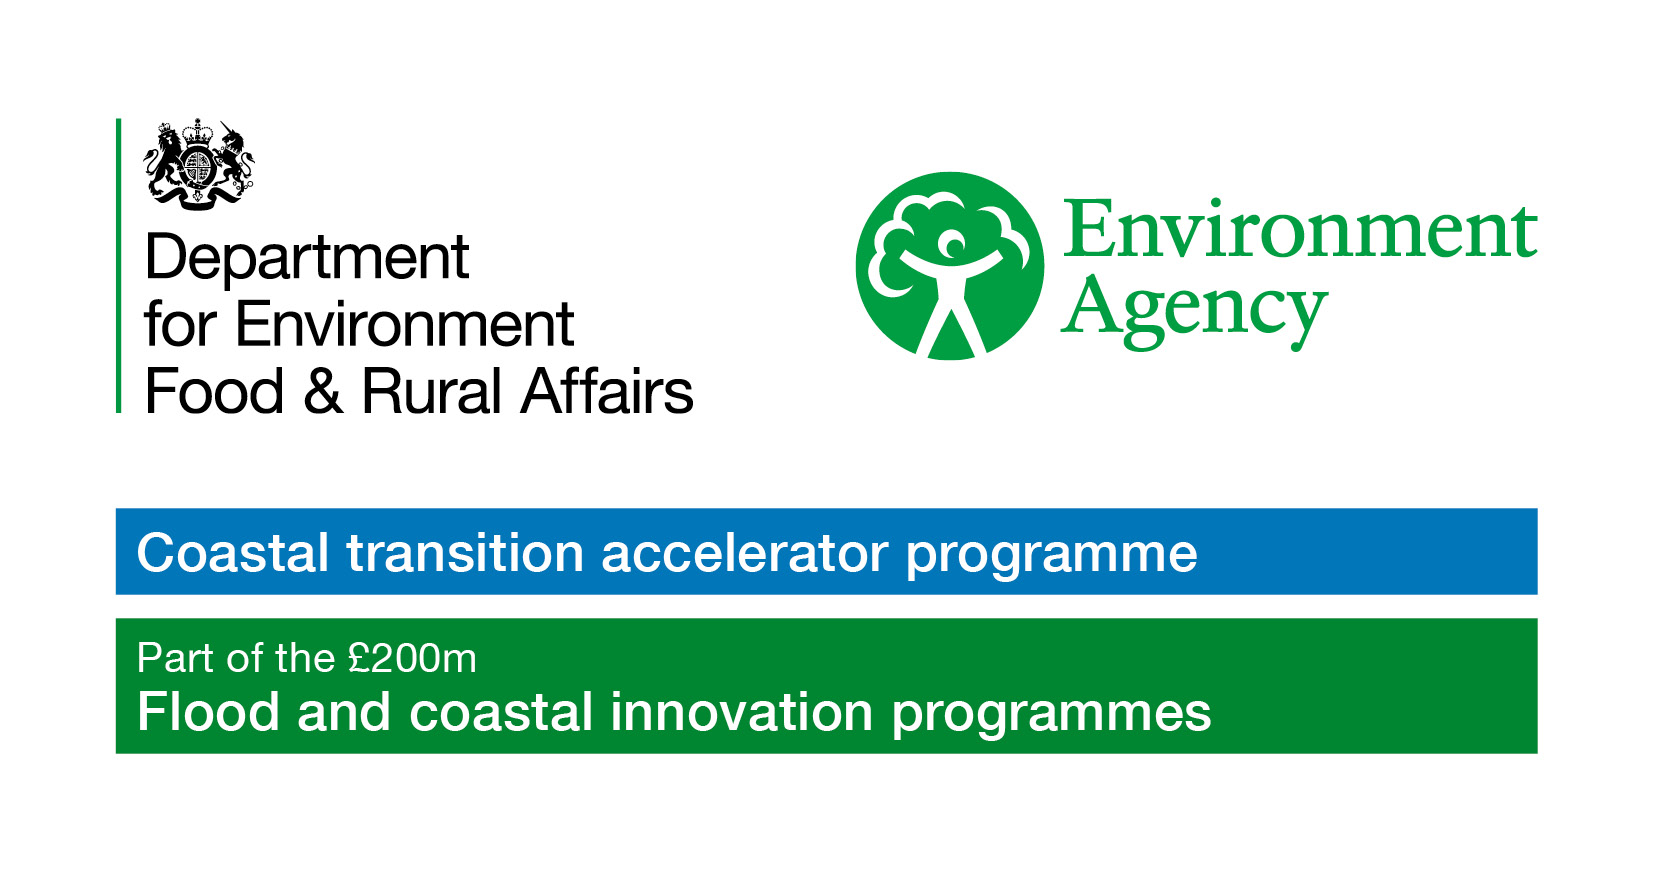 Department
for Environment
Food & Rural Affairs
Environment
Agency
Coastal transition accelerator programme
Part of the £200m
Flood and coastal innovation programmes